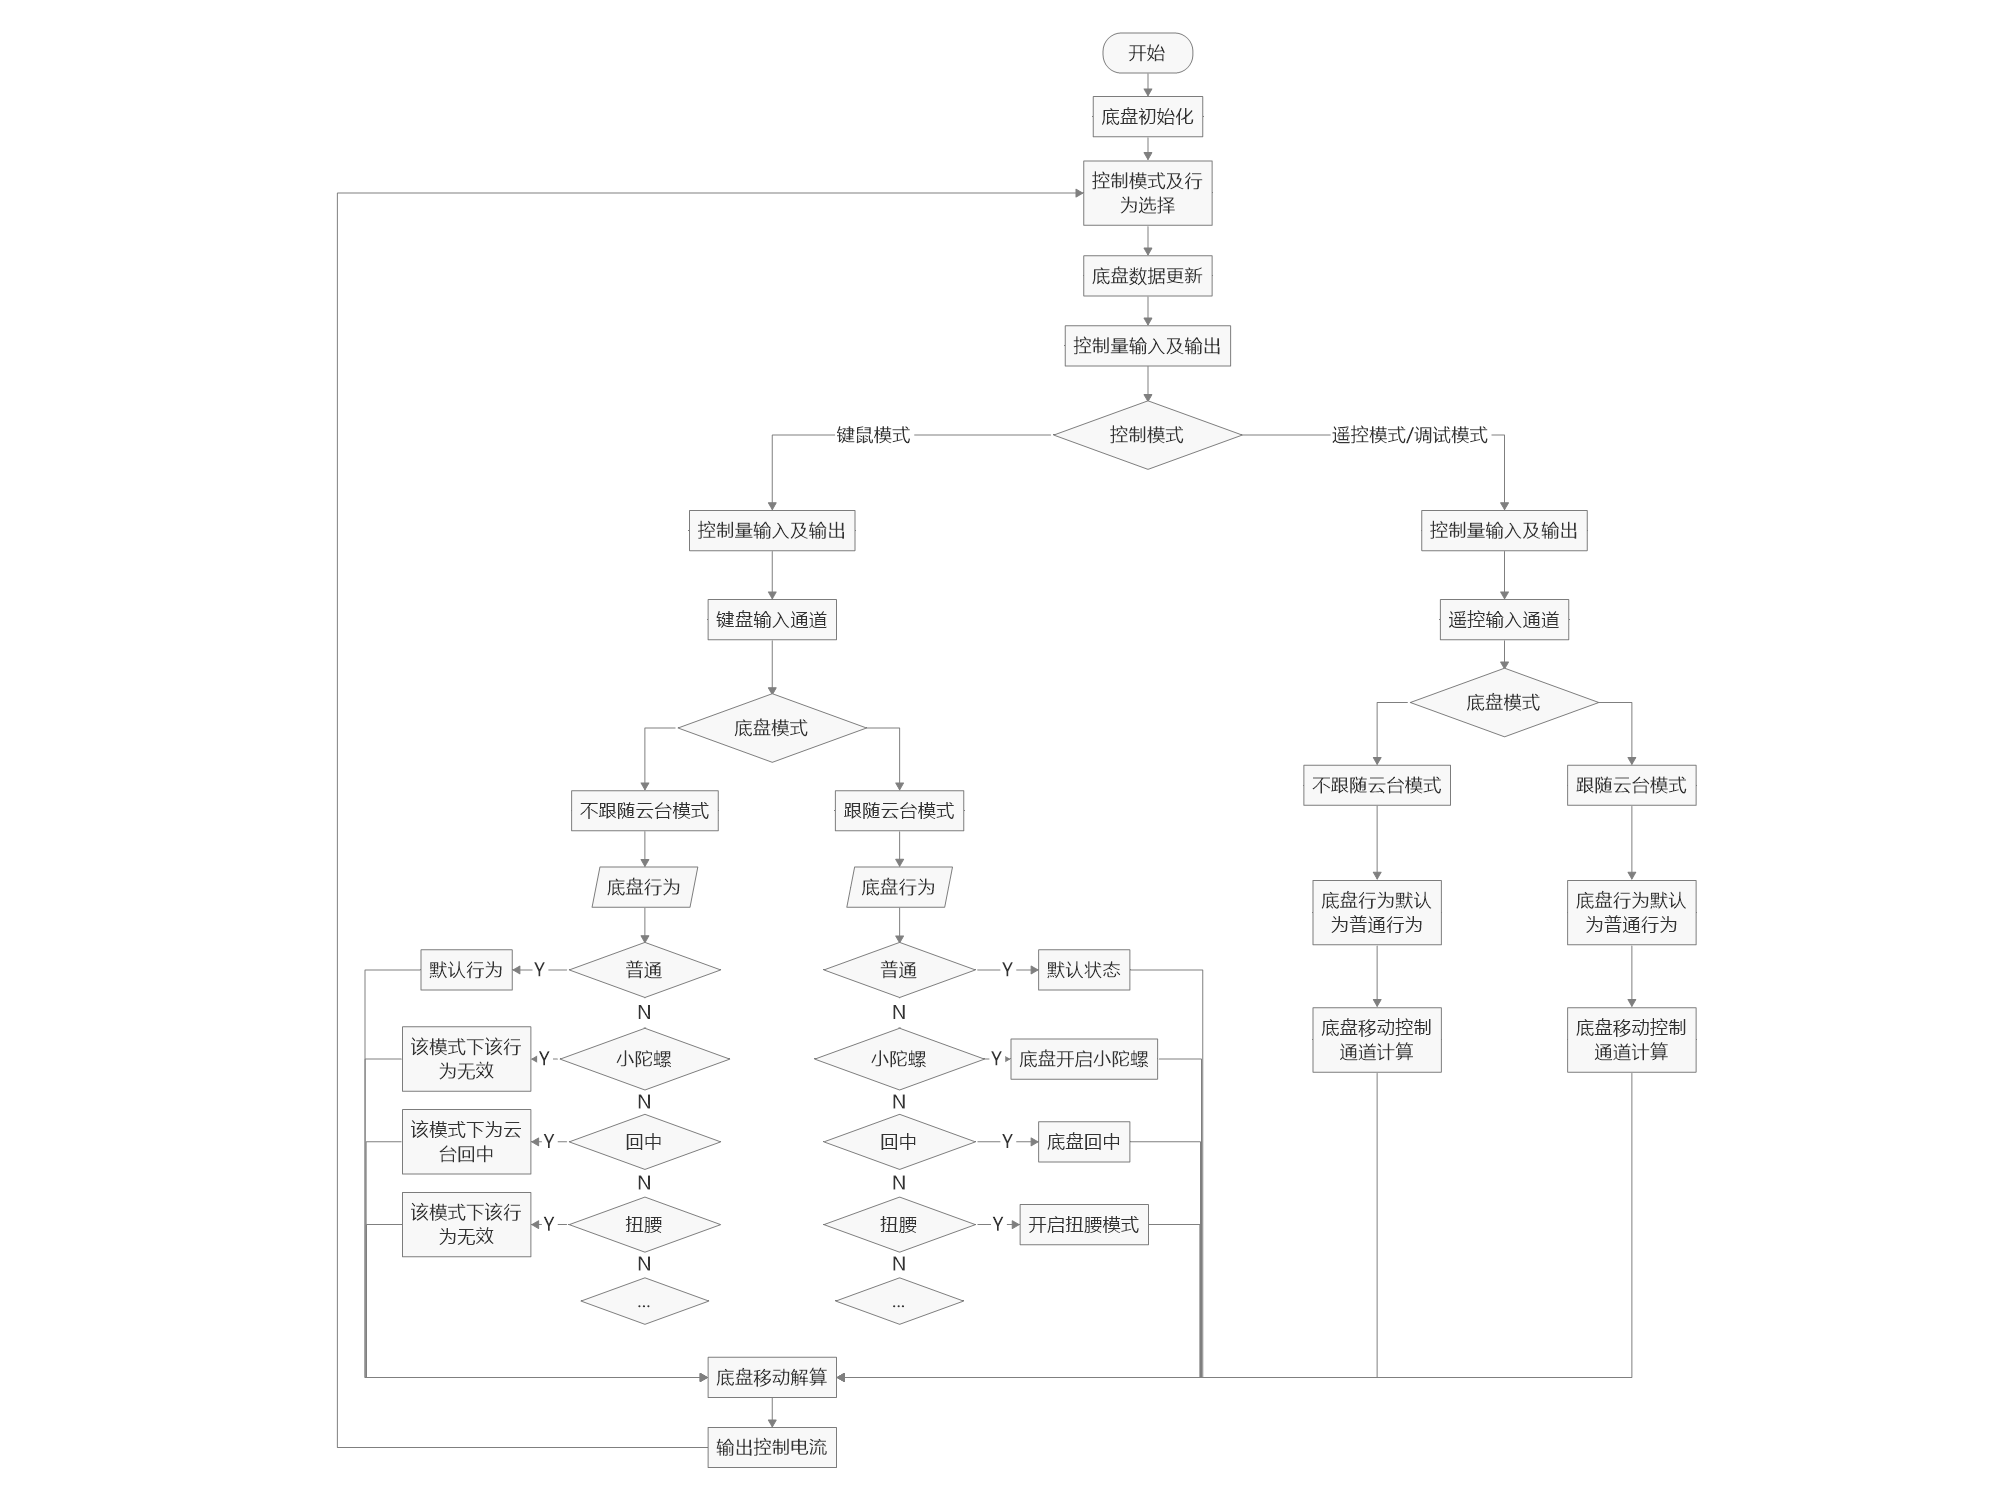 开始
底盘初始化
控制模式及行
为选择
底盘数据更新
控制量输入及输出
控制模式
键鼠模式
遥控模式/调试模式
控制量输入及输出
控制量输入及输出
键盘输入通道
遥控输入通道
底盘模式
底盘模式
不跟随云台模式
跟随云台模式
不跟随云台模式
跟随云台模式
底盘行为
底盘行为
底盘行为默认
为普通行为
底盘行为默认
为普通行为
默认行为
Y
普通
普通
Y
默认状态
N
N
底盘移动控制
通道计算
底盘移动控制
通道计算
该模式下该行
为无效
Y
小陀螺
小陀螺
Y
底盘开启小陀螺
N
N
该模式下为云
台回中
Y
回中
回中
Y
底盘回中
N
N
该模式下该行
为无效
Y
扭腰
扭腰
Y
开启扭腰模式
N
N
...
...
底盘移动解算
输出控制电流